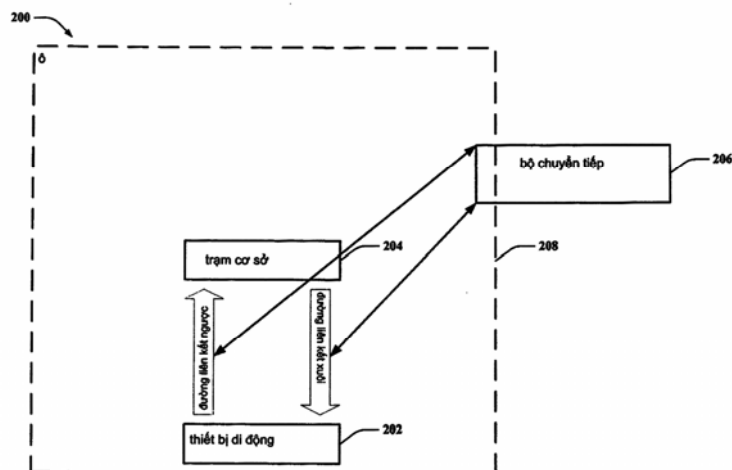 200
ô
bộ chuyển tiếp
206
trạm cơ sở
204
208
đường liên kết ngược
đường liên kết xuôi
thiết bị di động
202